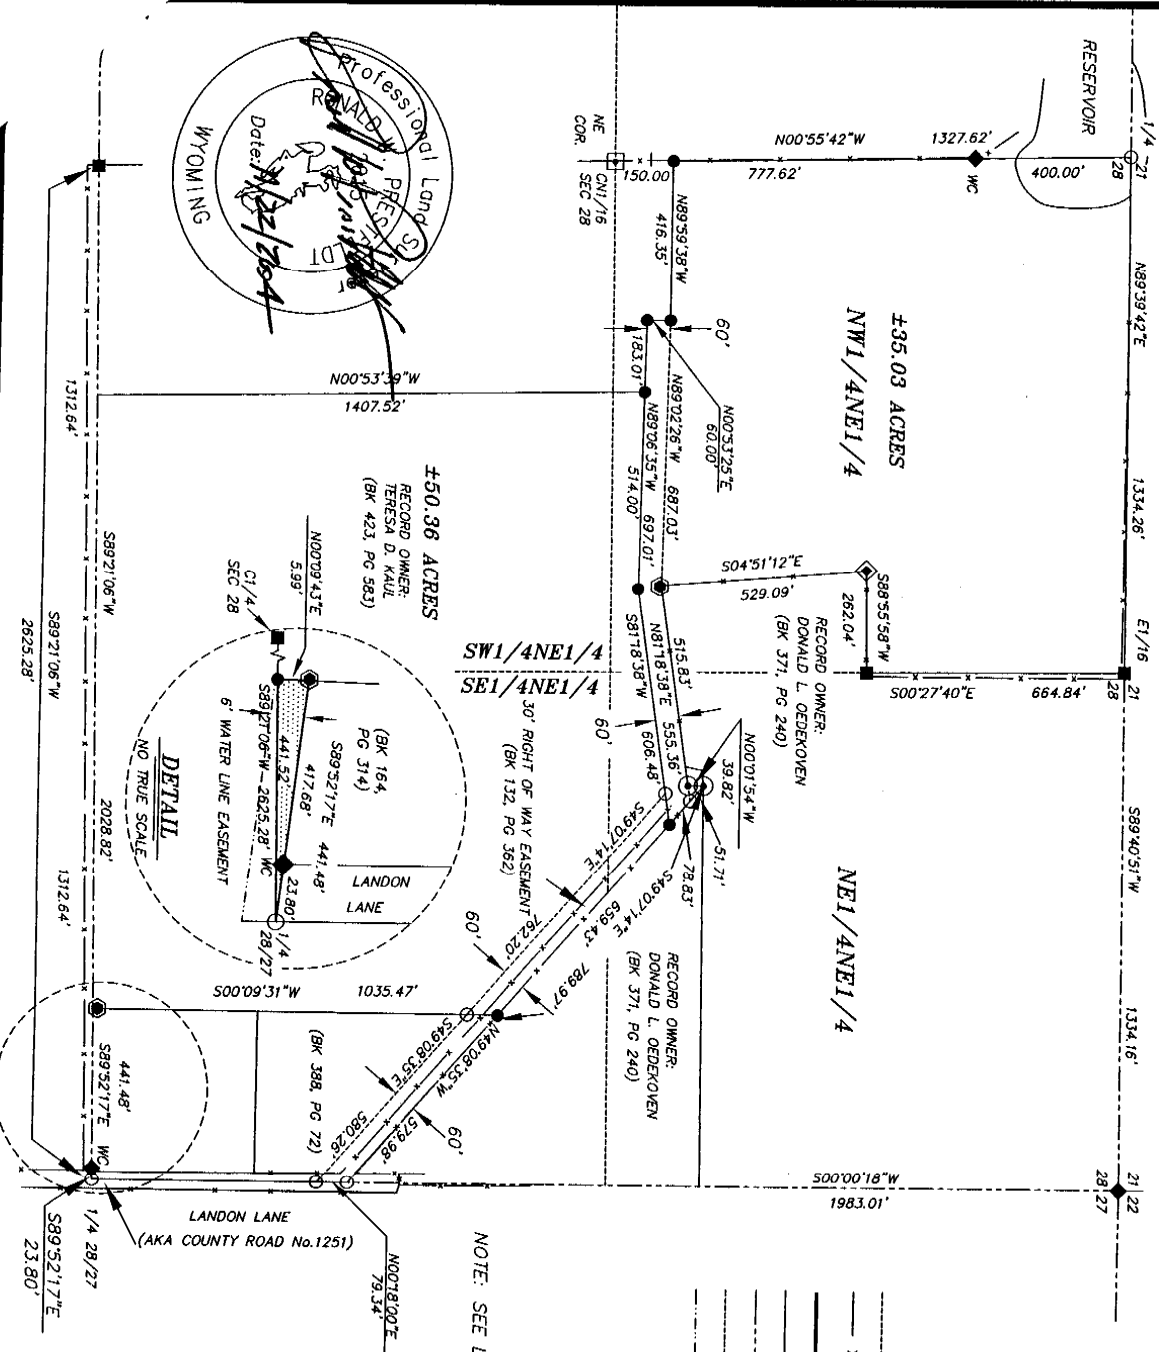 RESERVOIR
1/4
21
28
N00°55'42"W
1327.62'
777.62'
WC
400.00'
150.00
NE
COR.
CN1/16
SEC 28
N89°39'42"E
1334.26'
E1/16
21
28
±35.03 ACRES
NW1/4NE1/4
N89°59'38"W
416.35'
60'
183.01'
N00°53'25"E
60.00'
N89°02'26"W
687.03'
N89°06'35"W
697.01'
514.00'
S04°51'12"E
529.09'
S88°55'58"W
262.04'
S00°27'40"E
664.84'
RECORD OWNER:
DONALD L. OEDEKOVEN
(BK 371, PG 240)
S89°40'51"W
1334.16'
NE1/4NE1/4
21
22
28
27
S00°00'18"W
1983.01'
515.83'
N81°18'38"E
555.36'
S81°18'38"W
606.48'
60'
N00°01'54"W
39.82'
51.71'
78.83'
SW1/4NE1/4
SE1/4NE1/4
30' RIGHT OF WAY EASEMENT
(BK 132, PG 362)
S49°07'14"E
762.20'
S49°07'14"E
659.43'
789.97'
60'
RECORD OWNER:
DONALD L. OEDEKOVEN
(BK 371, PG 240)
Professional Land Sur
RONALD W. PRESTFELDT
Date:
WYOMING
N00°53'39"W
1407.52'
±50.36 ACRES
RECORD OWNER:
TERESA D. KAUL
(BK 423, PG 583)
N00°09'43"E
5.99'
C1/4
SEC 28
(BK 164,
PG 314)
S89°52'17"E 441.48'
417.68'
441.52'
S89°21'06"W-2625.28'
WC
23.80'
6' WATER LINE EASEMENT
LANDON
LANE
1/4
28/27
DETAIL
NO TRUE SCALE
1312.64'
S89°21'06"W
2028.82'
S89°21'06"W
2625.28'
1312.64'
S00°09'31"W
1035.47'
S49°08'35"E
580.26'
N49°08'35"W
579.98'
60'
(BK 388, PG 72)
441.48'
S89°52'17"E
WC
LANDON LANE
(AKA COUNTY ROAD No.1251)
1/4 28/27
S89°52'17"E
23.80'
N00°18'00"E
79.34'
NOTE: SEE